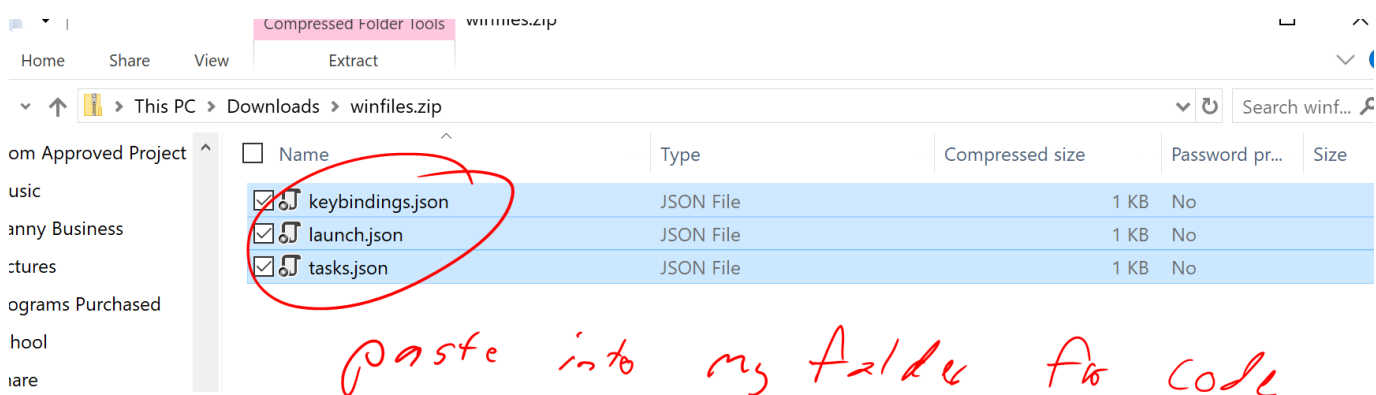 Compressed Folder Tools winfiles.zip
Home Share View Extract
This PC > Downloads > winfiles.zip Search winf...
om Approved Project Name Type Compressed size Password pr... Size
usic
keybindings.json JSON File 1 KB No
anny Business
launch.json JSON File 1 KB No
ctures
tasks.json JSON File 1 KB No
ograms Purchased
hool
paste into my folder for code
are